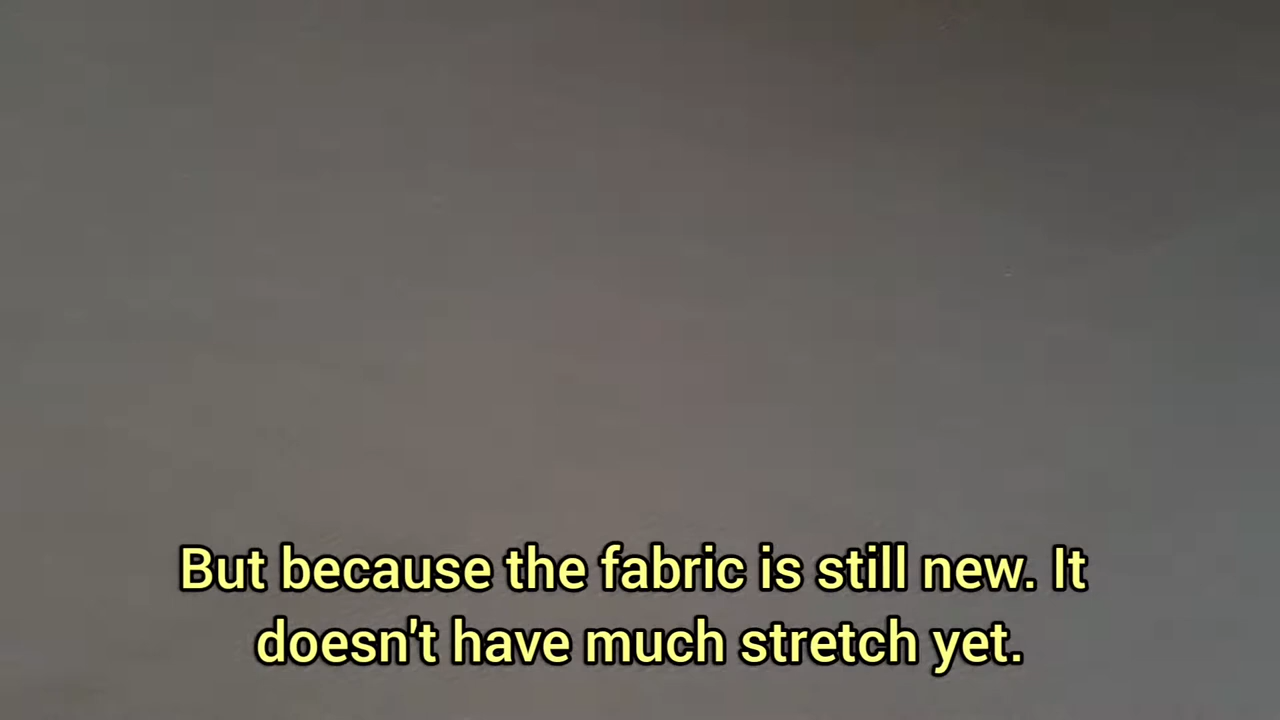 But because the fabric is still new. It
doesn't have much stretch yet.